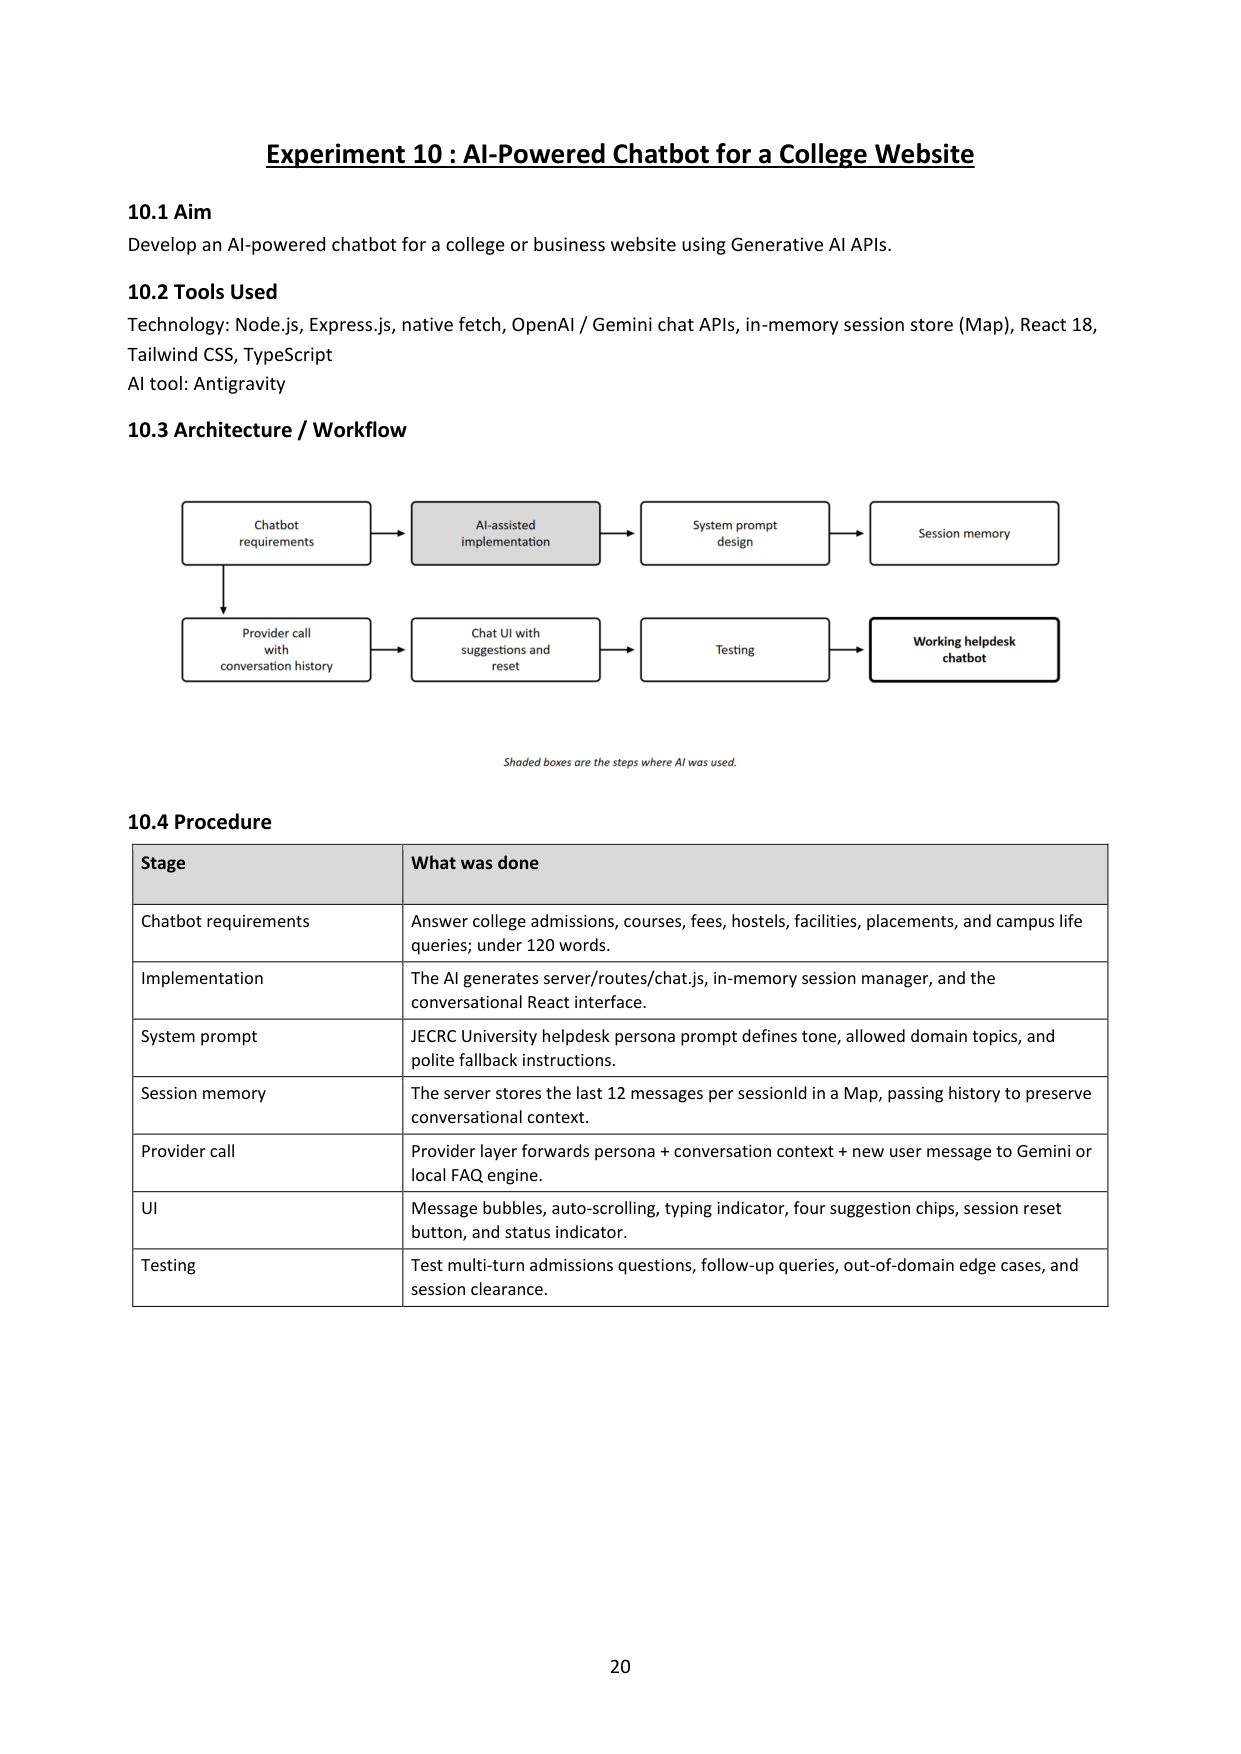 Experiment 10 : AI-Powered Chatbot for a College Website
10.1 Aim
Develop an AI-powered chatbot for a college or business website using Generative AI APIs.
10.2 Tools Used
Technology: Node.js, Express.js, native fetch, OpenAI / Gemini chat APIs, in-memory session store (Map), React 18,
Tailwind CSS, TypeScript
AI tool: Antigravity
10.3 Architecture / Workflow
Chatbot
requirements
AI-assisted
implementation
System prompt
design
Session memory
Provider call
with
conversation history
Chat UI with
suggestions and
reset
Testing
Working helpdesk
chatbot
Shaded boxes are the steps where AI was used.
10.4 Procedure
Stage
What was done
Chatbot requirements
Answer college admissions, courses, fees, hostels, facilities, placements, and campus life
queries; under 120 words.
Implementation
The AI generates server/routes/chat.js, in-memory session manager, and the
conversational React interface.
System prompt
JECRC University helpdesk persona prompt defines tone, allowed domain topics, and
polite fallback instructions.
Session memory
The server stores the last 12 messages per sessionId in a Map, passing history to preserve
conversational context.
Provider call
Provider layer forwards persona + conversation context + new user message to Gemini or
local FAQ engine.
UI
Message bubbles, auto-scrolling, typing indicator, four suggestion chips, session reset
button, and status indicator.
Testing
Test multi-turn admissions questions, follow-up queries, out-of-domain edge cases, and
session clearance.
20